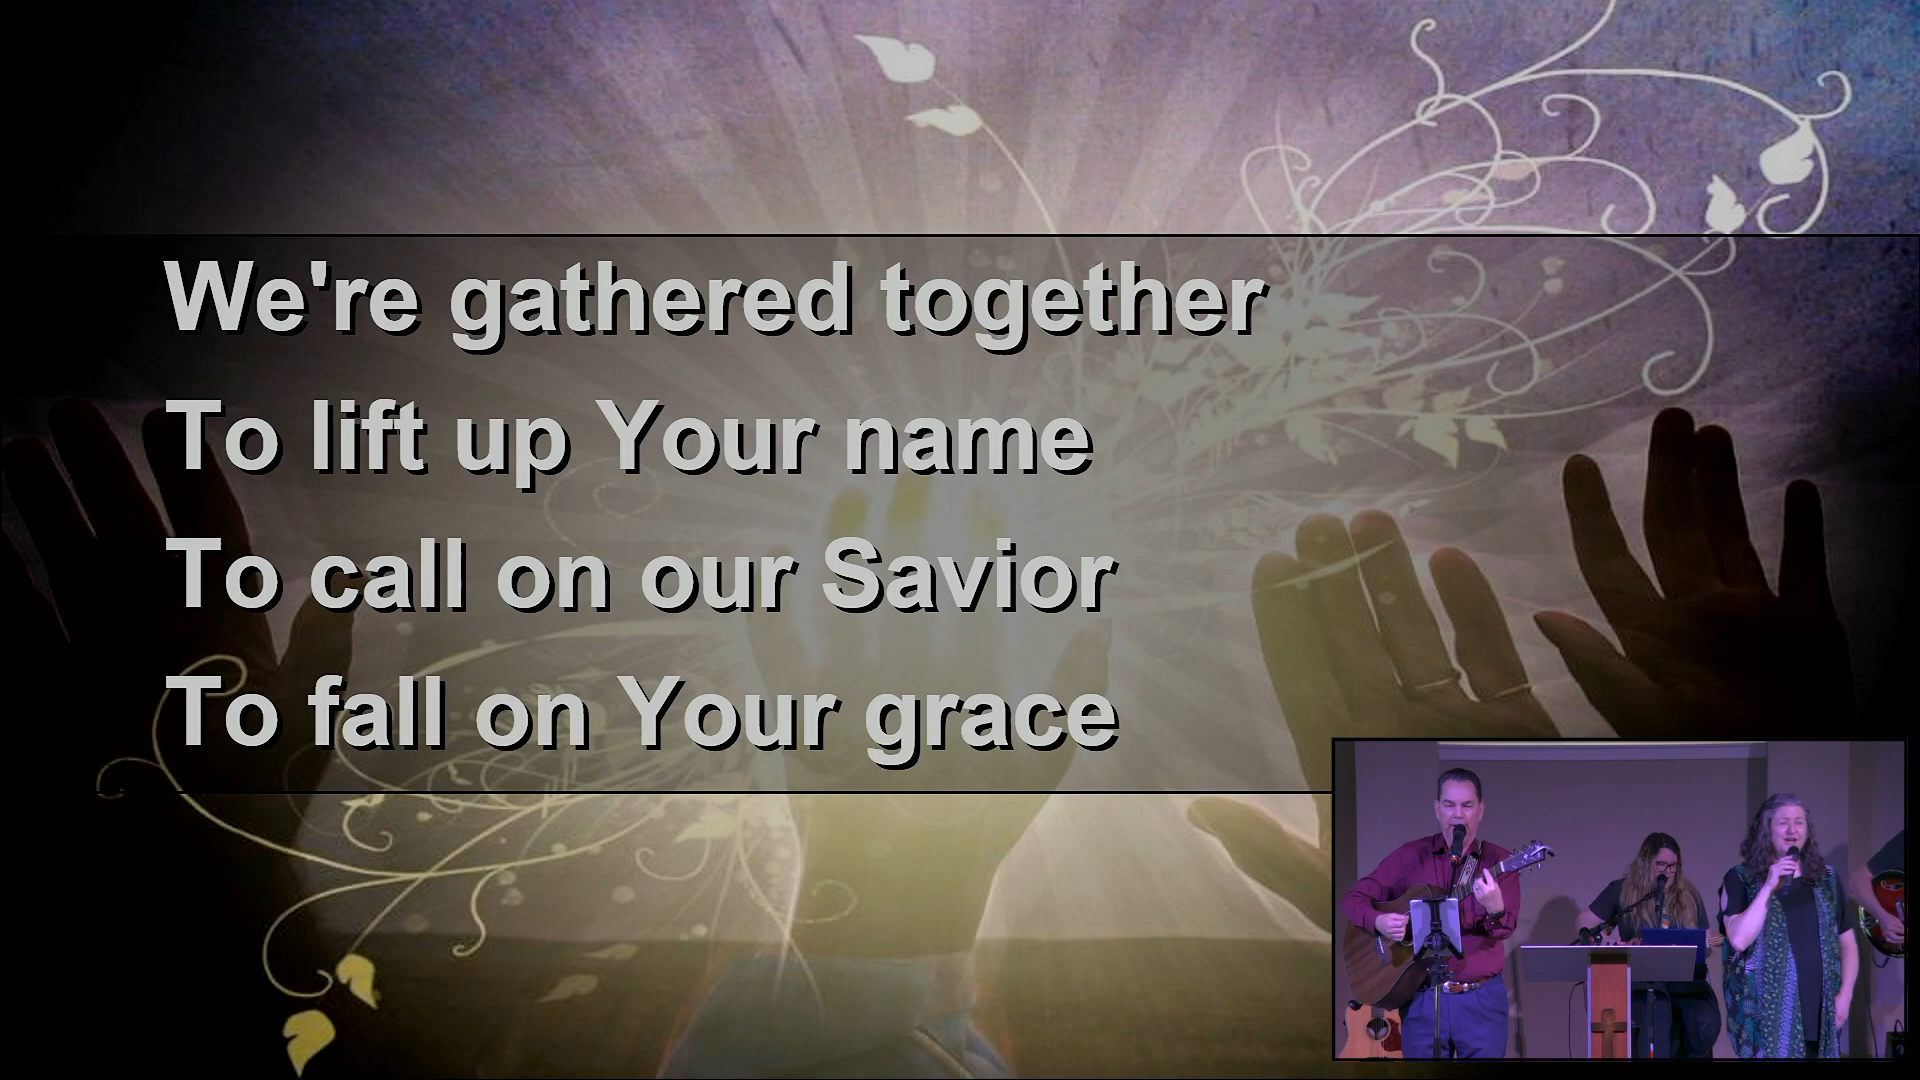 We're gathered together
To lift up Your name
To call on our Savior
To fall on Your grace